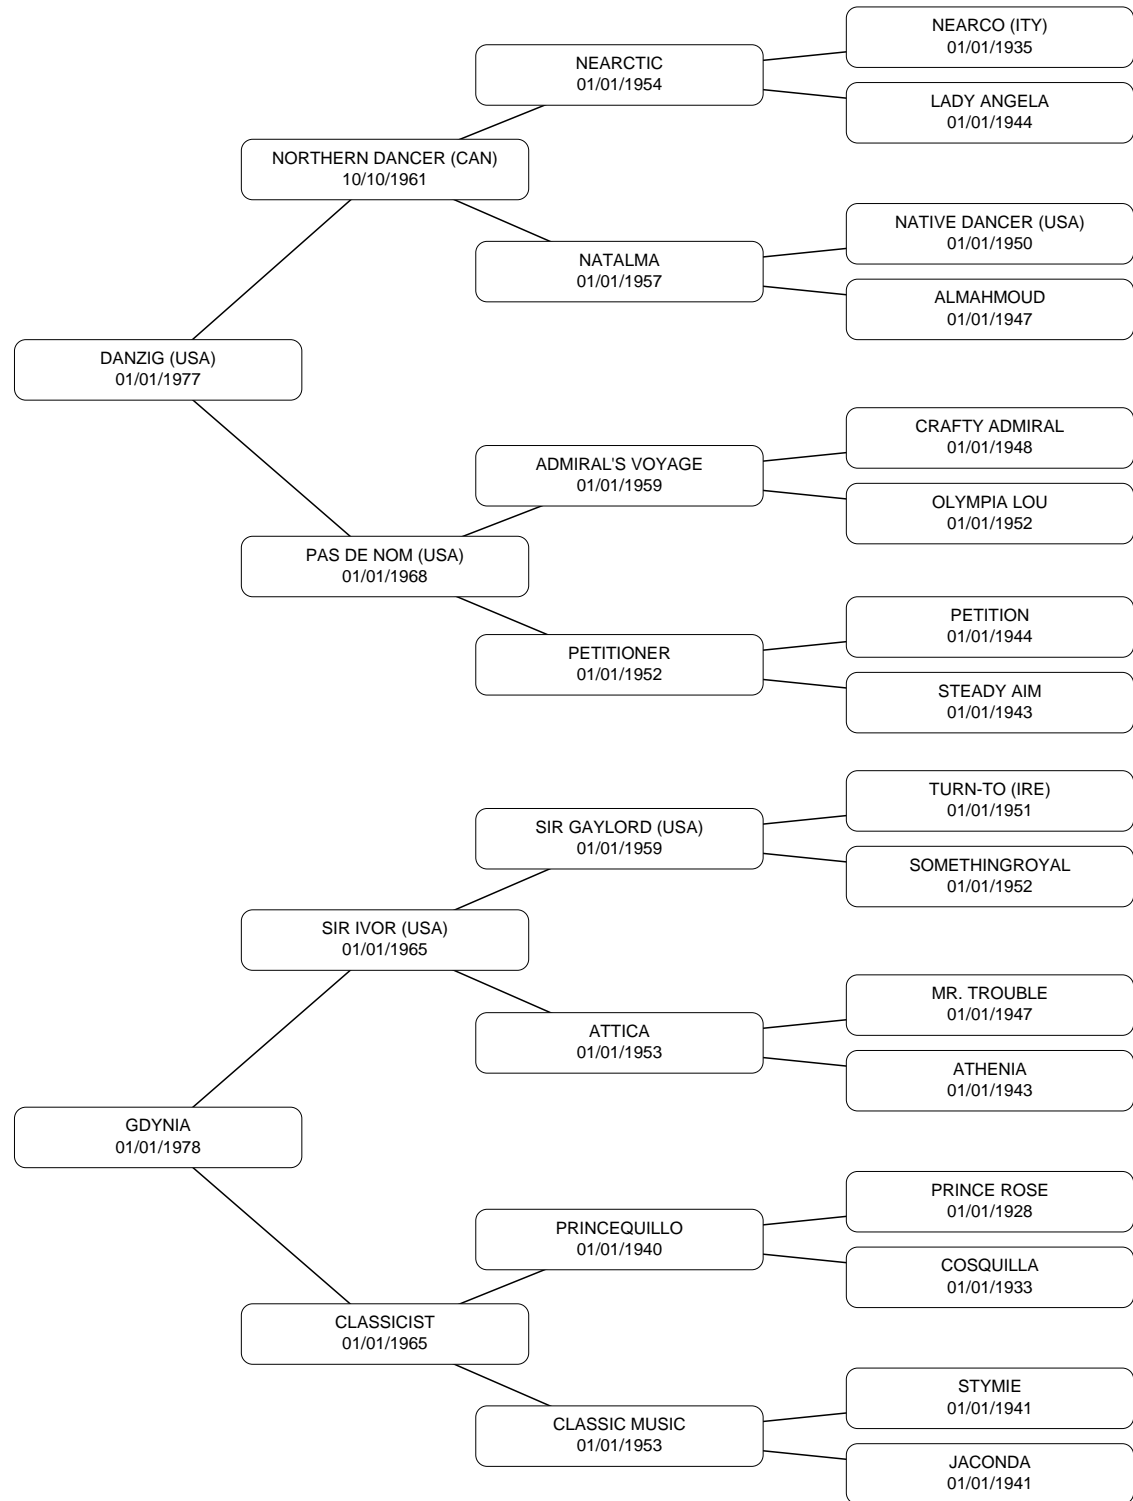 NEARCO (ITY)
01/01/1935
NEARCTIC
01/01/1954
LADY ANGELA
01/01/1944
NORTHERN DANCER (CAN)
10/10/1961
NATIVE DANCER (USA)
01/01/1950
NATALMA
01/01/1957
ALMAHMOUD
01/01/1947
DANZIG (USA)
01/01/1977
CRAFTY ADMIRAL
01/01/1948
ADMIRAL'S VOYAGE
01/01/1959
OLYMPIA LOU
01/01/1952
PAS DE NOM (USA)
01/01/1968
PETITION
01/01/1944
PETITIONER
01/01/1952
STEADY AIM
01/01/1943
TURN-TO (IRE)
01/01/1951
SIR GAYLORD (USA)
01/01/1959
SOMETHINGROYAL
01/01/1952
SIR IVOR (USA)
01/01/1965
MR. TROUBLE
01/01/1947
ATTICA
01/01/1953
ATHENIA
01/01/1943
GDYNIA
01/01/1978
PRINCE ROSE
01/01/1928
PRINCEQUILLO
01/01/1940
COSQUILLA
01/01/1933
CLASSICIST
01/01/1965
STYMIE
01/01/1941
CLASSIC MUSIC
01/01/1953
JACONDA
01/01/1941